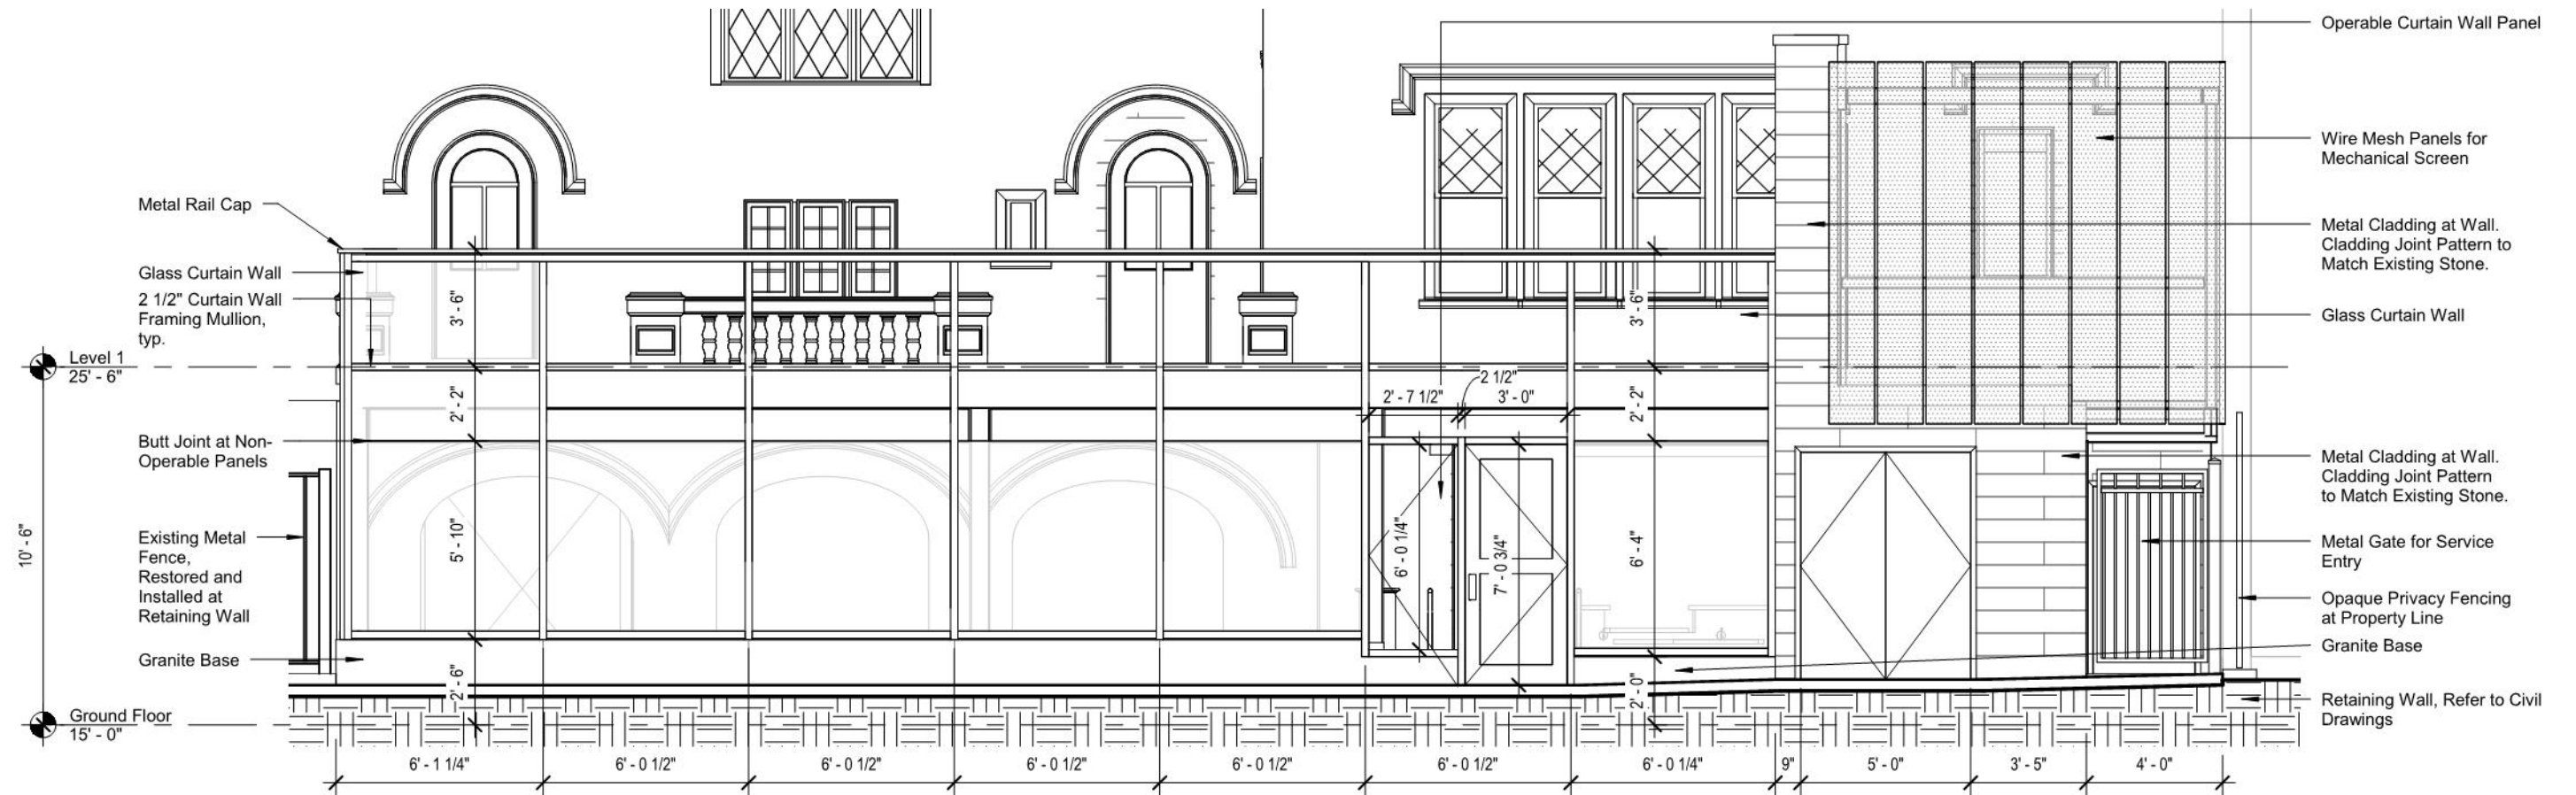 Operable Curtain Wall Panel
Wire Mesh Panels for
Mechanical Screen
Metal Rail Cap
Metal Cladding at Wall.
Cladding Joint Pattern to
Match Existing Stone.
Glass Curtain Wall
2 1/2" Curtain Wall
Framing Mullion,
typ.
3' - 6"
3' - 6"
Glass Curtain Wall
Level 1
25' - 6"
2' - 2"
2' - 7 1/2"
2 1/2"
3' - 0"
2' - 2"
Butt Joint at Non-
Operable Panels
Metal Cladding at Wall.
Cladding Joint Pattern
to Match Existing Stone.
10' - 6"
Existing Metal
Fence,
Restored and
Installed at
Retaining Wall
5' - 10"
6' - 0 1/4"
7' - 0 3/4"
6' - 4"
Metal Gate for Service
Entry
Opaque Privacy Fencing
at Property Line
Granite Base
Granite Base
2' - 6"
2' - 0"
Retaining Wall, Refer to Civil
Drawings
Ground Floor
15' - 0"
6' - 1 1/4"
6' - 0 1/2"
6' - 0 1/2"
6' - 0 1/2"
6' - 0 1/2"
6' - 0 1/2"
6' - 0 1/4"
9"
5' - 0"
3' - 5"
4' - 0"